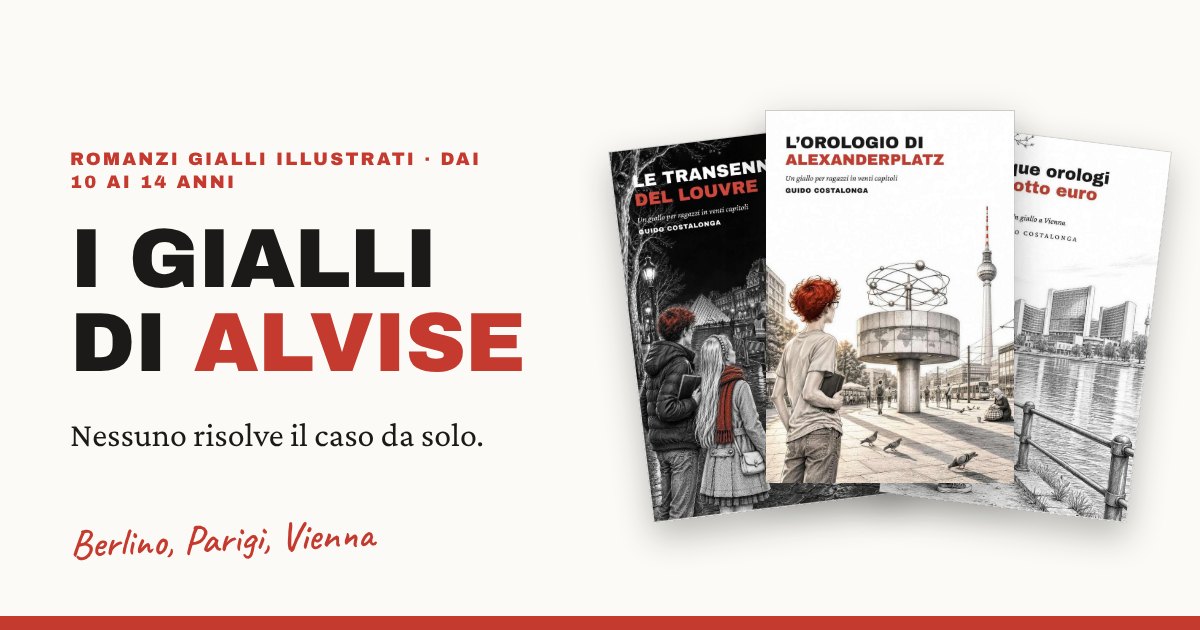 ROMANZI GIALLI ILLUSTRATI · DAI
10 AI 14 ANNI
I GIALLI
DI ALVISE
Nessuno risolve il caso da solo.
Berlino, Parigi, Vienna
LE TRANSENN
DEL LOUVRE
Un giallo per ragazzi in venti capitoli
GUIDO COSTALONGA
L'OROLOGIO DI
ALEXANDERPLATZ
Un giallo per ragazzi in venti capitoli
GUIDO COSTALONGA
que orologi
otto euro
Un giallo a Vienna
O COSTALONGA